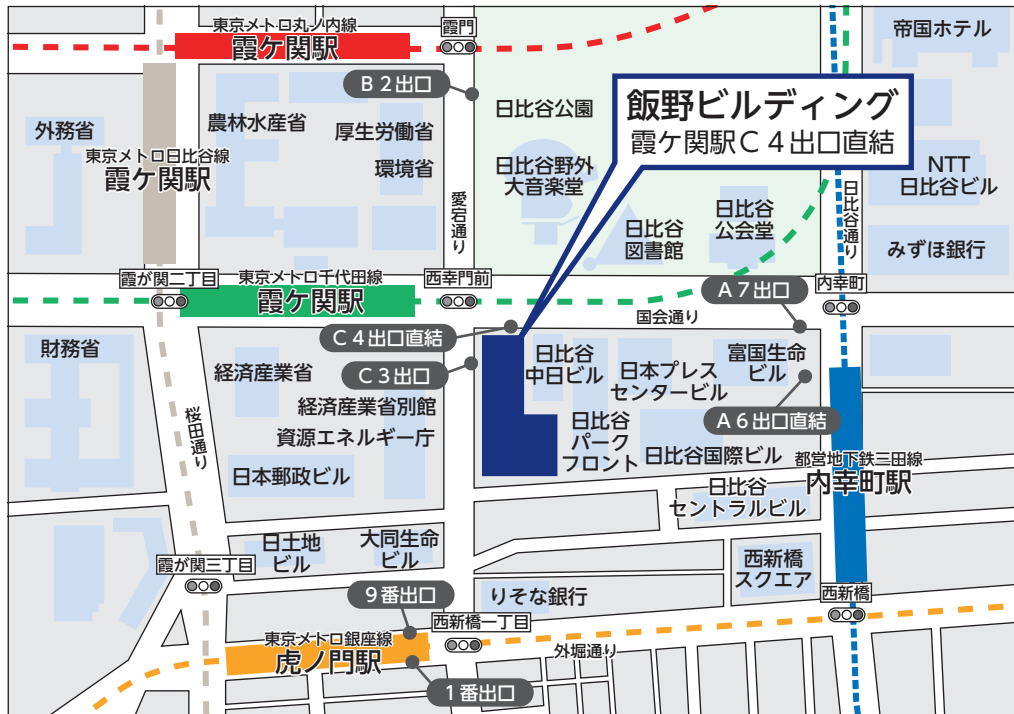 東京メトロ丸ノ内線
霞ケ関駅
霞門
帝国ホテル
B2出口
日比谷公園
飯野ビルディング
霞ケ関駅C4出口直結
外務省
農林水産省
厚生労働省
環境省
東京メトロ日比谷線
霞ケ関駅
日比谷野外
大音楽堂
NTT
日比谷ビル
愛宕通り
日比谷通り
日比谷
図書館
日比谷
公会堂
みずほ銀行
霞が関二丁目
東京メトロ千代田線
霞ケ関駅
西幸門前
A7出口
内幸町
国会通り
C4出口直結
財務省
経済産業省
C3出口
日比谷
中日ビル
日本プレス
センタービル
富国生命
ビル
経済産業省別館
A6出口直結
桜田通り
資源エネルギー庁
日比谷
パーク
フロント
日比谷国際ビル
日本郵政ビル
都営地下鉄三田線
内幸町駅
日比谷
セントラルビル
日土地
ビル
大同生命
ビル
霞が関三丁目
西新橋
スクエア
9番出口
りそな銀行
西新橋
西新橋一丁目
東京メトロ銀座線
虎ノ門駅
外堀通り
1番出口